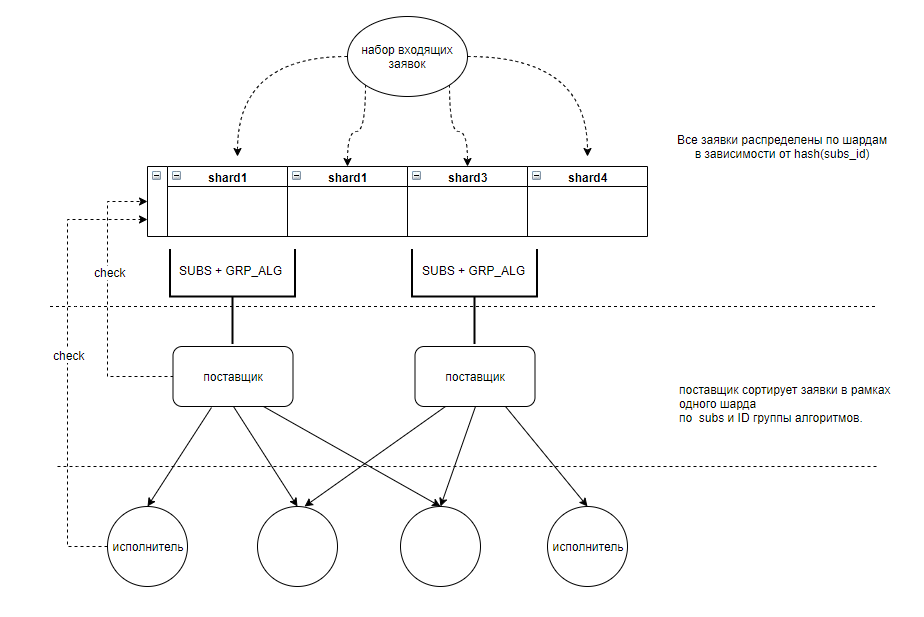 набор входящих
заявок
Все заявки распределены по шардам
в зависимости от hash(subs_id)
shard1
shard1
shard3
shard4
SUBS + GRP_ALG
SUBS + GRP_ALG
check
check
поставщик
поставщик
поставщик сортирует заявки в рамках
одного шарда
по subs и ID группы алгоритмов.
исполнитель
исполнитель